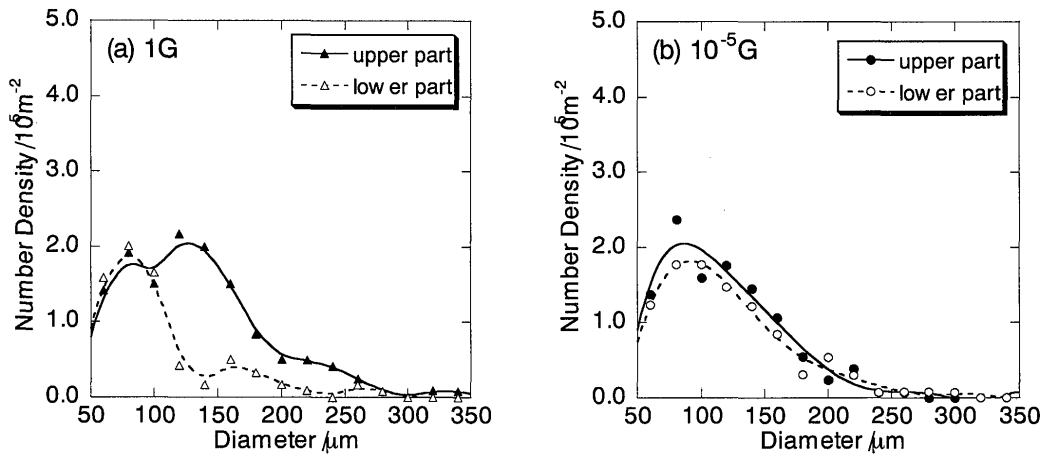 (a) 1G
upper part
low er part
5.0
4.0
3.0
2.0
1.0
0.0
Number Density /10⁵m⁻²
50 100 150 200 250 300 350
Diameter /μm
(b) 10⁻⁵G
upper part
low er part
5.0
4.0
3.0
2.0
1.0
0.0
Number Density /10⁵m⁻²
50 100 150 200 250 300 350
Diameter /μm